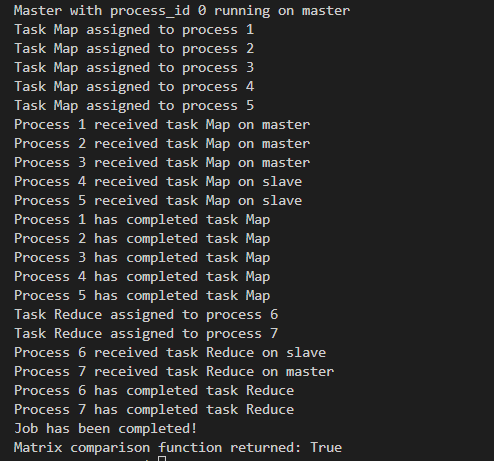 Master with process_id 0 running on master
Task Map assigned to process 1
Task Map assigned to process 2
Task Map assigned to process 3
Task Map assigned to process 4
Task Map assigned to process 5
Process 1 received task Map on master
Process 2 received task Map on master
Process 3 received task Map on master
Process 4 received task Map on slave
Process 5 received task Map on slave
Process 1 has completed task Map
Process 2 has completed task Map
Process 3 has completed task Map
Process 4 has completed task Map
Process 5 has completed task Map
Task Reduce assigned to process 6
Task Reduce assigned to process 7
Process 6 received task Reduce on slave
Process 7 received task Reduce on master
Process 6 has completed task Reduce
Process 7 has completed task Reduce
Job has been completed!
Matrix comparison function returned: True